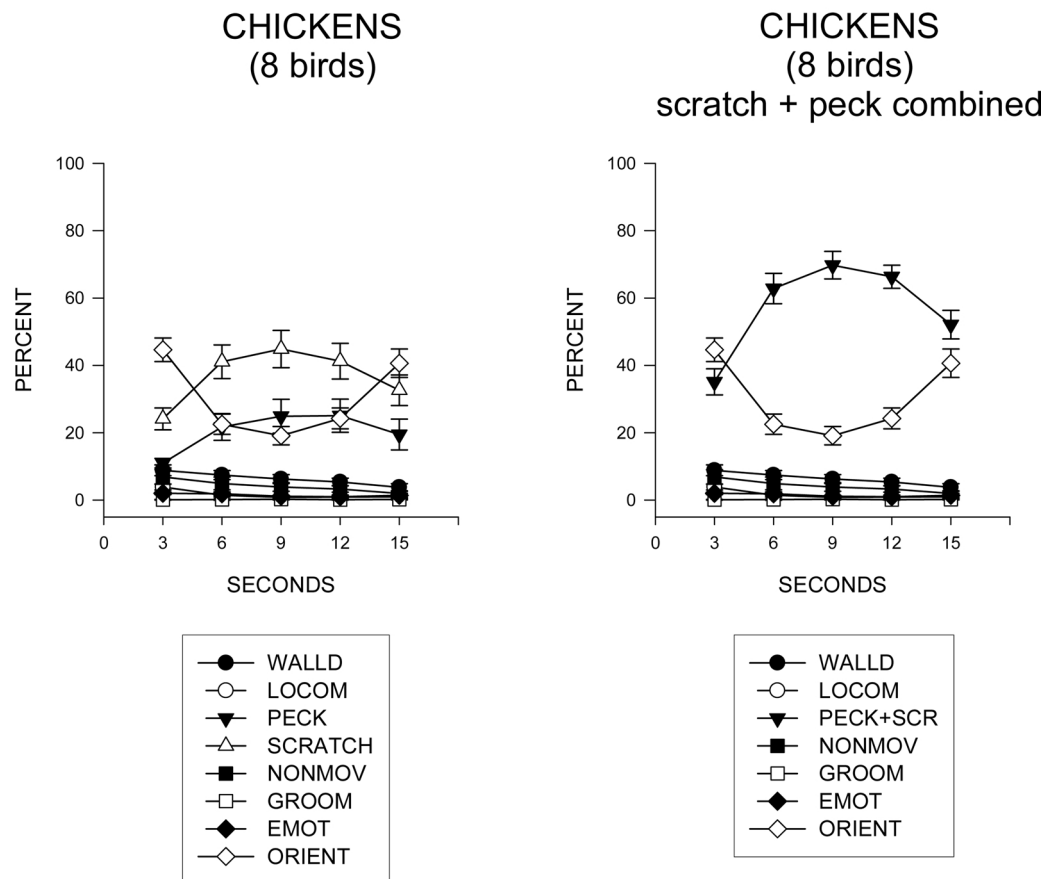 CHICKENS
(8 birds)
PERCENT
100
80
60
40
20
0
0 3 6 9 12 15
SECONDS
WALLD
LOCOM
PECK
SCRATCH
NONMOV
GROOM
EMOT
ORIENT
CHICKENS
(8 birds)
scratch + peck combined
PERCENT
100
80
60
40
20
0
0 3 6 9 12 15
SECONDS
WALLD
LOCOM
PECK+SCR
NONMOV
GROOM
EMOT
ORIENT